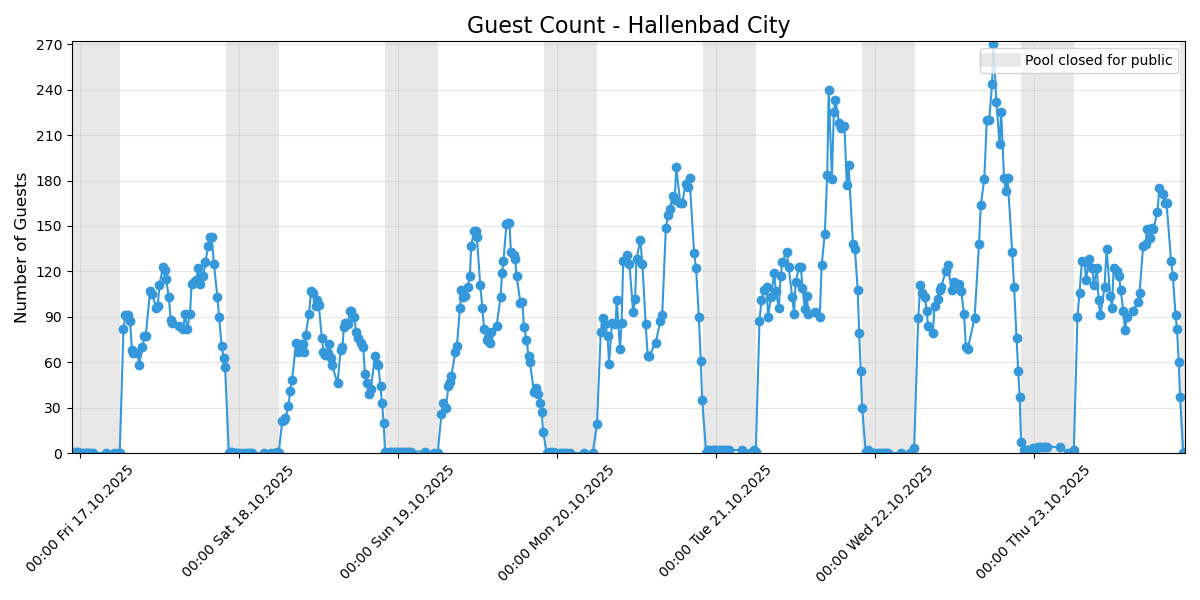 Guest Count - Hallenbad City
Pool closed for public
Number of Guests
270
240
210
180
150
120
90
60
30
0
00:00 Fri 17.10.2025
00:00 Sat 18.10.2025
00:00 Sun 19.10.2025
00:00 Mon 20.10.2025
00:00 Tue 21.10.2025
00:00 Wed 22.10.2025
00:00 Thu 23.10.2025